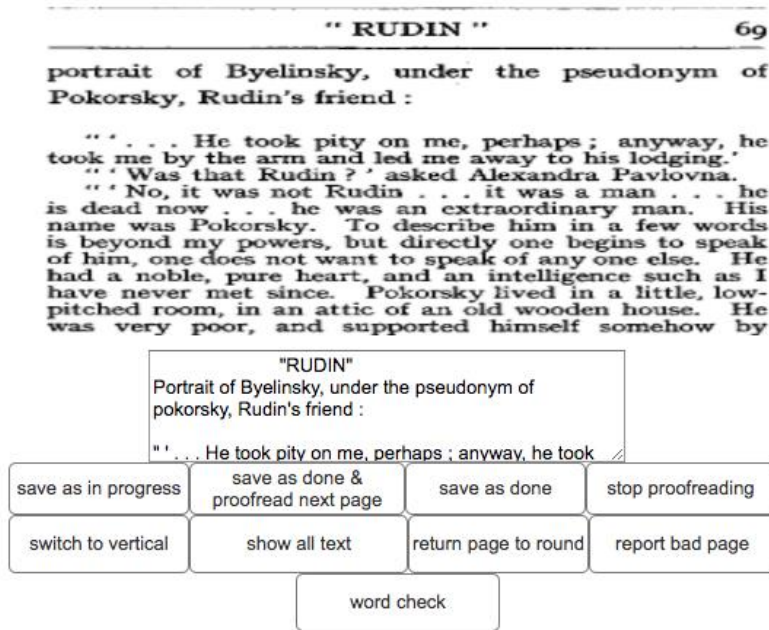 " RUDIN " 69
portrait of Byelinsky, under the pseudonym of
Pokorsky, Rudin's friend :
" ' . . . He took pity on me, perhaps ; anyway, he
took me by the arm and led me away to his lodging.'
" ' Was that Rudin ? ' asked Alexandra Pavlovna.
" ' No, it was not Rudin . . . it was a man . . . he
is dead now . . . he was an extraordinary man. His
name was Pokorsky. To describe him in a few words
is beyond my powers, but directly one begins to speak
of him, one does not want to speak of any one else. He
had a noble, pure heart, and an intelligence such as I
have never met since. Pokorsky lived in a little, low-
pitched room, in an attic of an old wooden house. He
was very poor, and supported himself somehow by
"RUDIN"
Portrait of Byelinsky, under the pseudonym of
pokorsky, Rudin's friend :
" ' . . . He took pity on me, perhaps ; anyway, he took
save as in progress
save as done &
proofread next page
save as done
stop proofreading
switch to vertical
show all text
return page to round
report bad page
word check